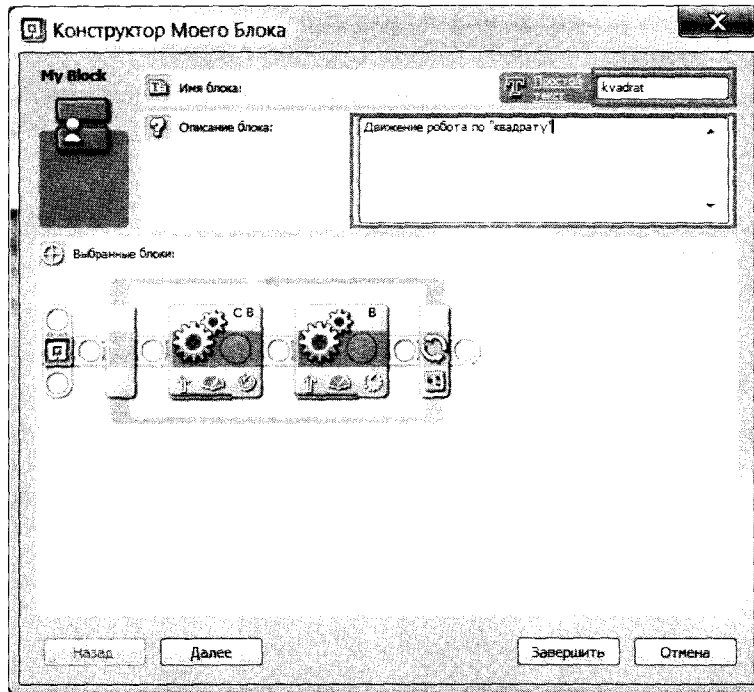 Конструктор Моего Блока
My Block
Имя блока:
kvadrat
Описание блока:
Движение робота по "квадрату"
Выбранные блоки:
C B
B
Назад
Далее
Завершить
Отмена